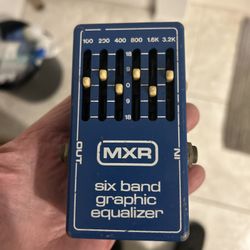 100 200 400 800 1.6K 3.2K
18
9
0
9
18
OUT
IN
MXR
six band
graphic
equalizer